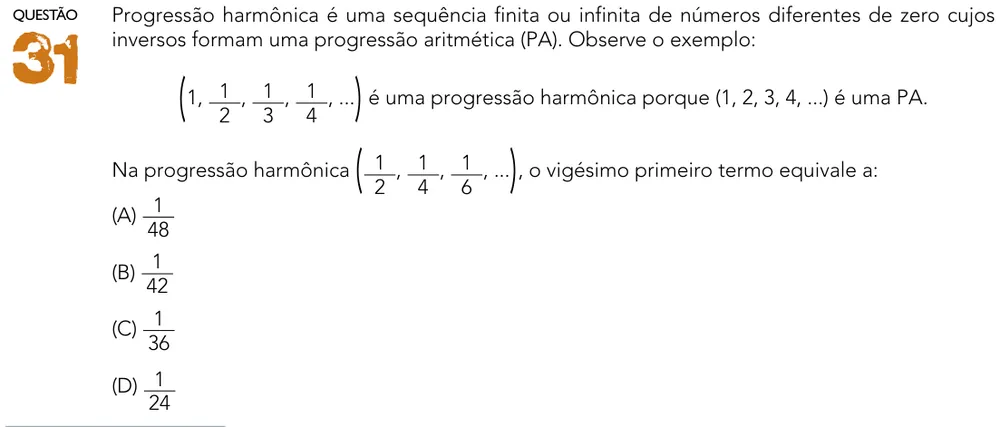 QUESTÃO
31
Progressão harmônica é uma sequência finita ou infinita de números diferentes de zero cujos
inversos formam uma progressão aritmética (PA). Observe o exemplo:
(1, 1/2, 1/3, 1/4, ...) é uma progressão harmônica porque (1, 2, 3, 4, ...) é uma PA.
Na progressão harmônica (1/2, 1/4, 1/6, ...), o vigésimo primeiro termo equivale a:
(A) 1/48
(B) 1/42
(C) 1/36
(D) 1/24